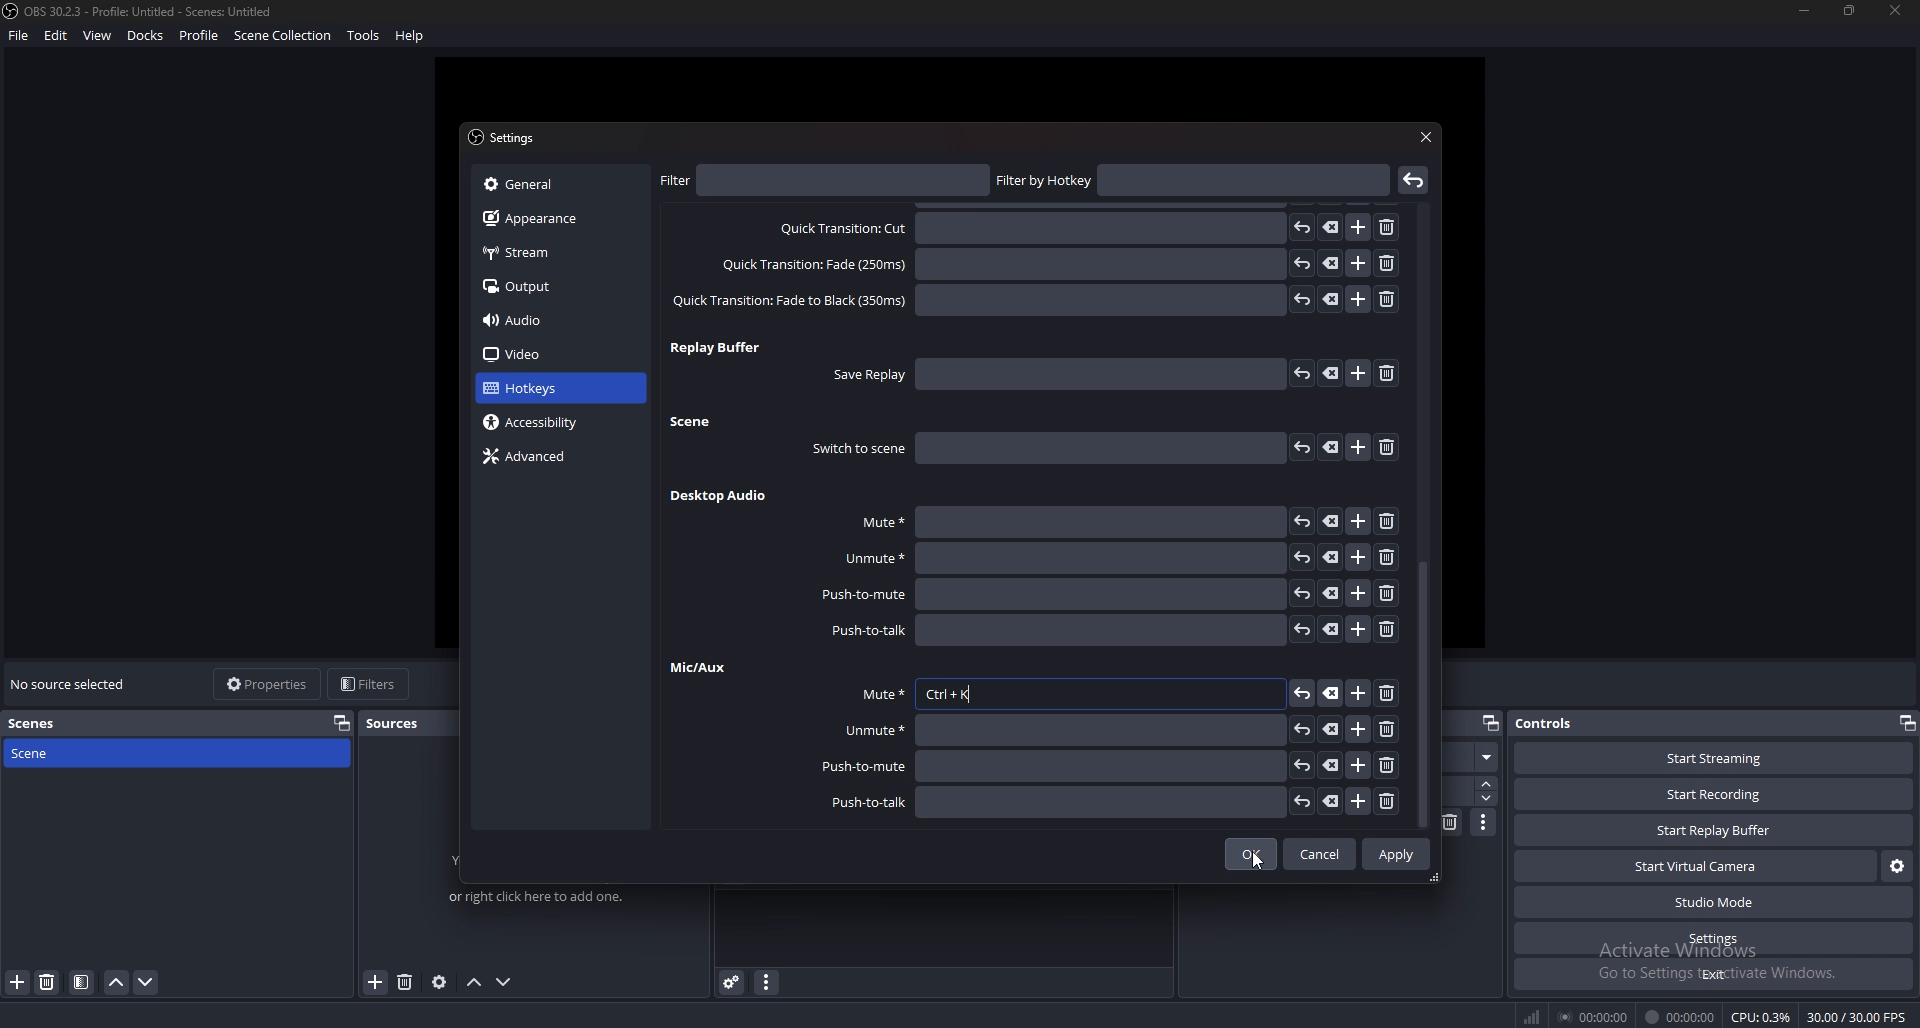 OBS 30.2.3 - Profile: Untitled - Scenes: Untitled
File Edit View Docks Profile Scene Collection Tools Help
Settings
General
Appearance
Stream
Output
Audio
Video
Hotkeys
Accessibility
Advanced
Filter Filter by Hotkey
Quick Transition: Cut
Quick Transition: Fade (250ms)
Quick Transition: Fade to Black (350ms)
Replay Buffer
Save Replay
Scene
Switch to scene
Desktop Audio
Mute *
Unmute *
Push-to-mute
Push-to-talk
Mic/Aux
Mute * Ctrl + K
Unmute *
Push-to-mute
Push-to-talk
OK Cancel Apply
No source selected Properties Filters
Scenes
Scene
Sources
or right click here to add one.
Controls
Start Streaming
Start Recording
Start Replay Buffer
Start Virtual Camera
Studio Mode
Settings
Exit
Activate Windows
Go to Settings to activate Windows.
00:00:00 00:00:00 CPU: 0.3% 30.00 / 30.00 FPS